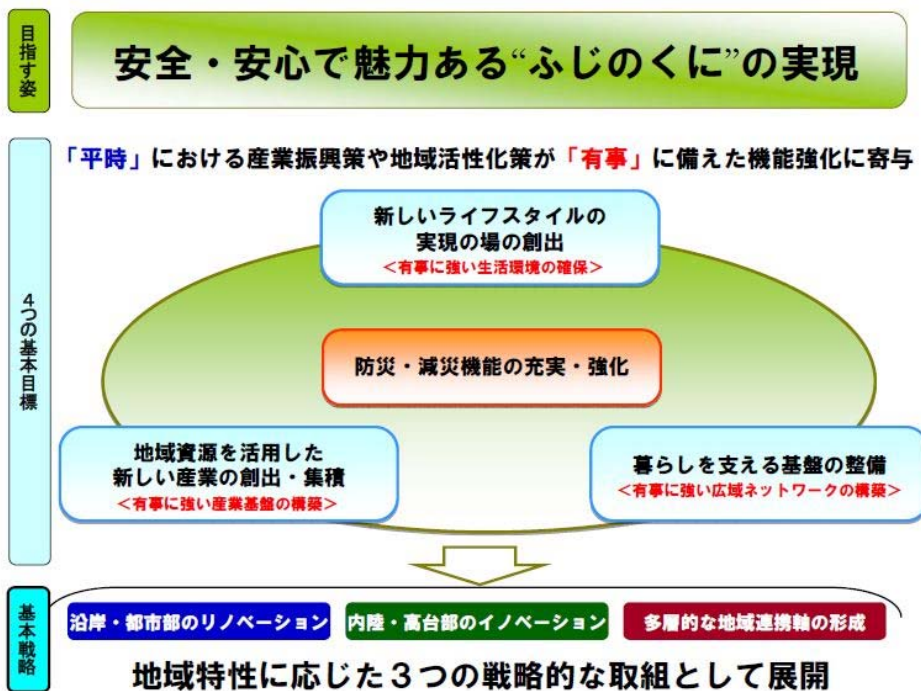 目指す姿
安全・安心で魅力ある“ふじのくに”の実現
4つの基本目標
「平時」における産業振興策や地域活性化策が「有事」に備えた機能強化に寄与
新しいライフスタイルの
実現の場の創出
<有事に強い生活環境の確保>
防災・減災機能の充実・強化
地域資源を活用した
新しい産業の創出・集積
<有事に強い産業基盤の構築>
暮らしを支える基盤の整備
<有事に強い広域ネットワークの構築>
基本戦略
沿岸・都市部のリノベーション
内陸・高台部のイノベーション
多層的な地域連携軸の形成
地域特性に応じた3つの戦略的な取組として展開